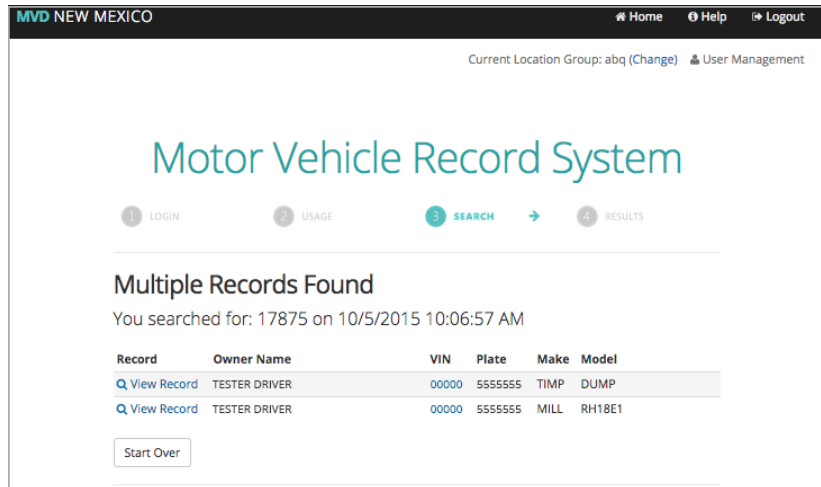 MVD NEW MEXICO Home Help Logout
Current Location Group: abq (Change) User Management
Motor Vehicle Record System
1 LOGIN 2 USAGE 3 SEARCH 4 RESULTS
Multiple Records Found
You searched for: 17875 on 10/5/2015 10:06:57 AM
Record Owner Name VIN Plate Make Model
View Record TESTER DRIVER 00000 5555555 TIMP DUMP
View Record TESTER DRIVER 00000 5555555 MILL RH18E1
Start Over